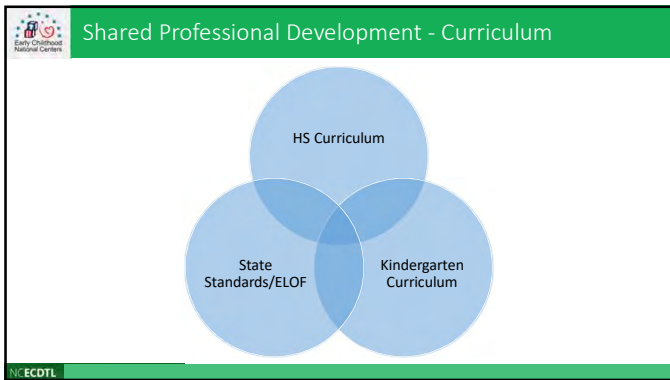 Early Childhood
National Centers
Shared Professional Development - Curriculum
HS Curriculum
State
Standards/ELOF
Kindergarten
Curriculum
NCECDTL